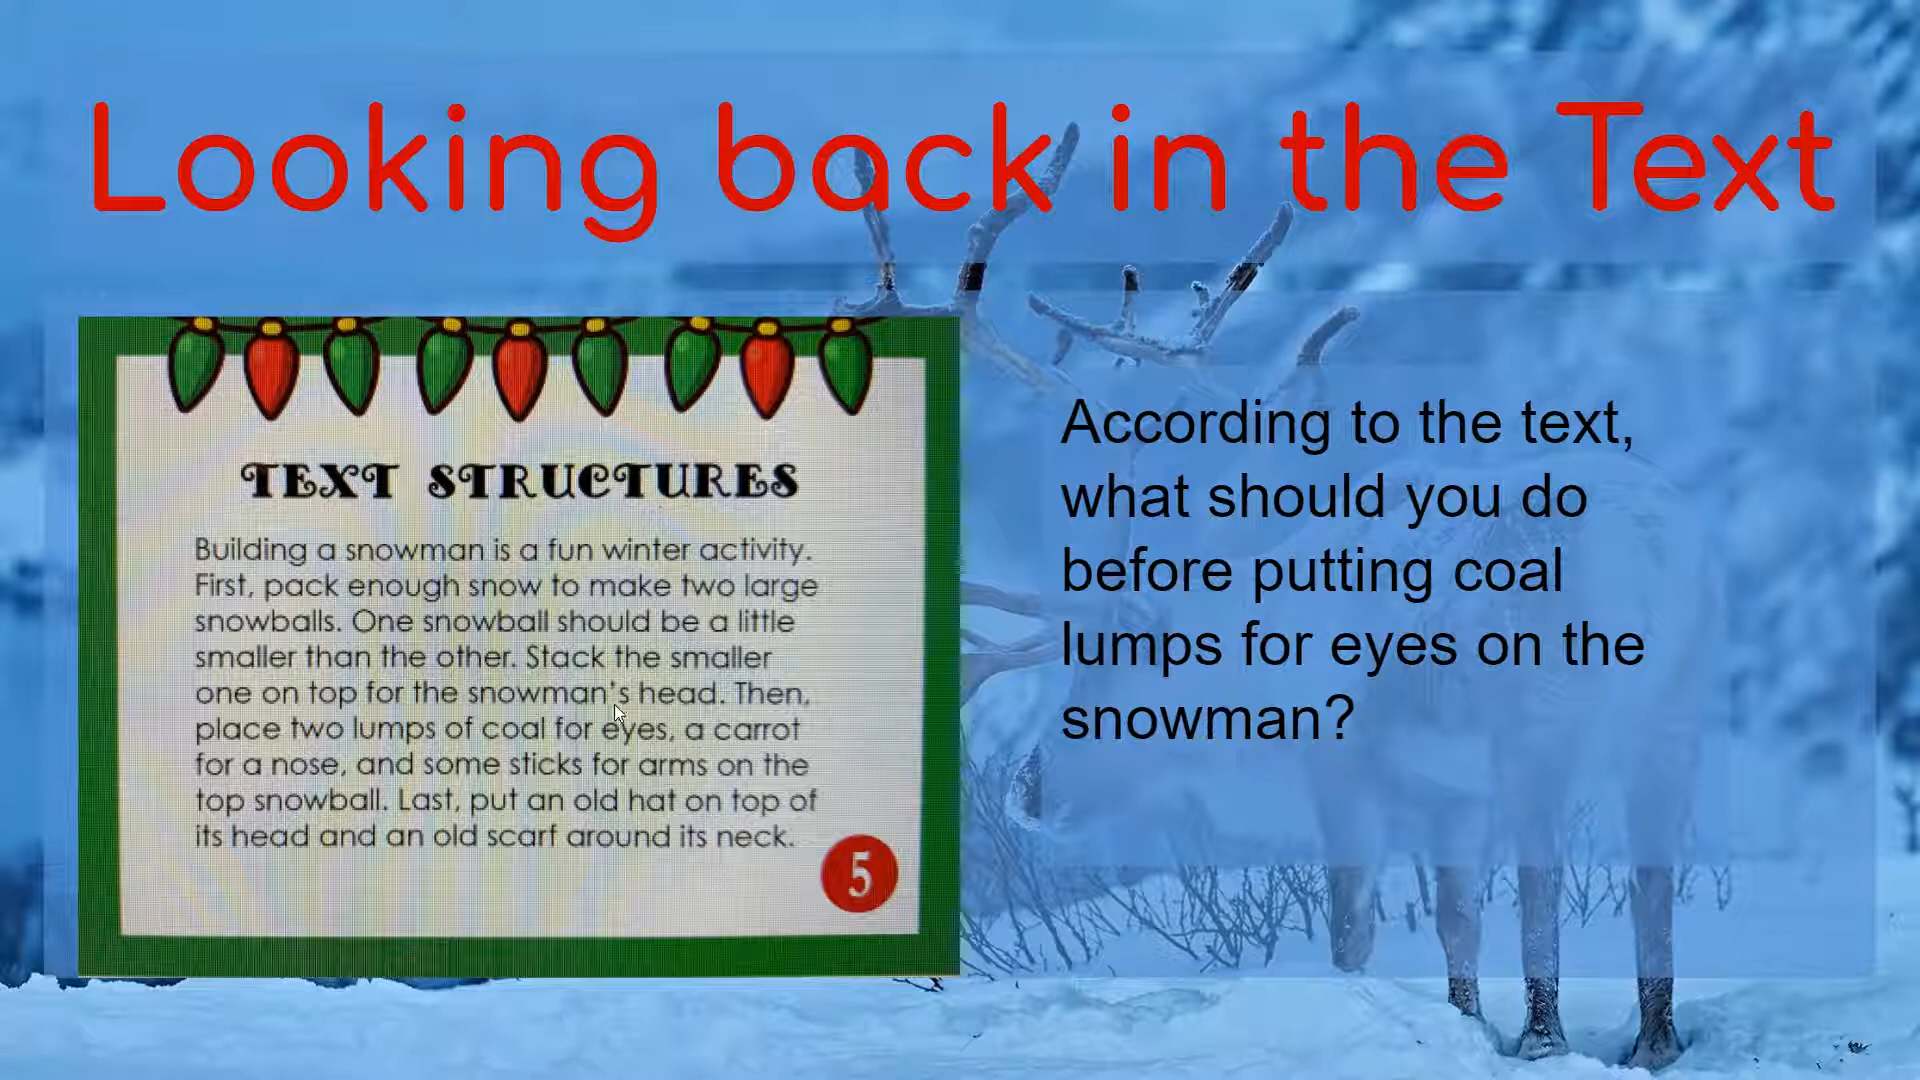 Looking back in the Text
TEXT STRUCTURES
Building a snowman is a fun winter activity.
First, pack enough snow to make two large
snowballs. One snowball should be a little
smaller than the other. Stack the smaller
one on top for the snowman's head. Then,
place two lumps of coal for eyes, a carrot
for a nose, and some sticks for arms on the
top snowball. Last, put an old hat on top of
its head and an old scarf around its neck.
5
According to the text,
what should you do
before putting coal
lumps for eyes on the
snowman?